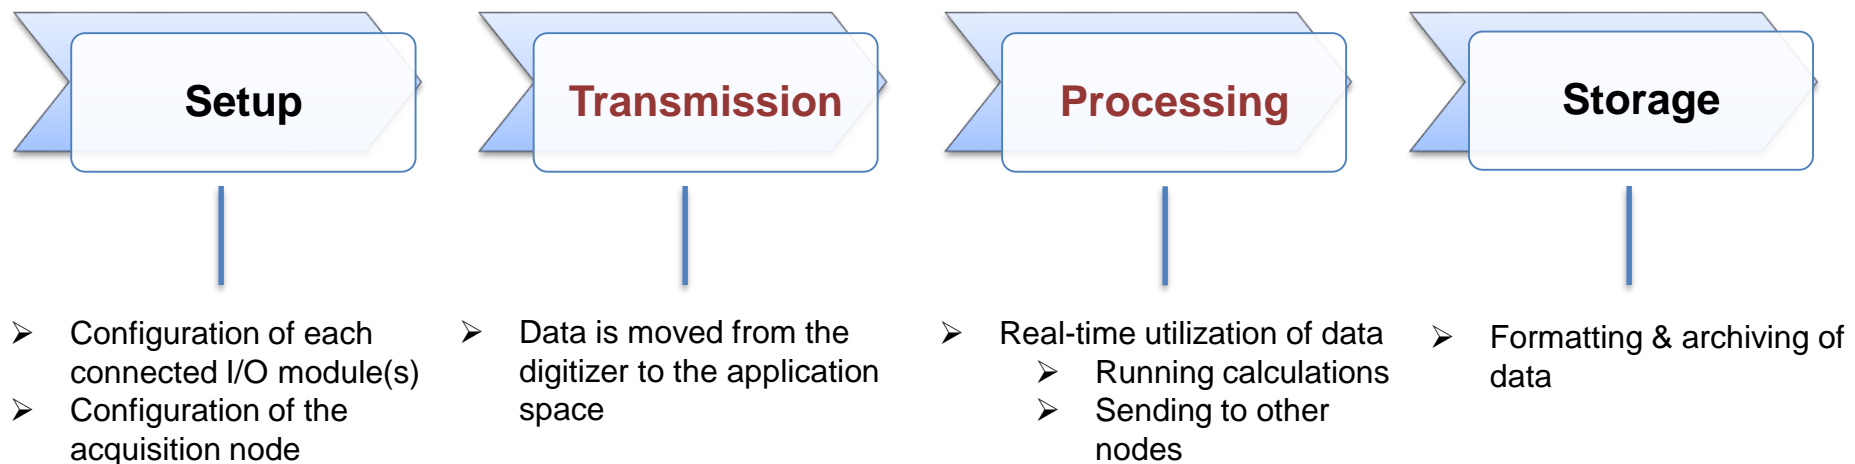 Setup
Transmission
Processing
Storage
➢ Configuration of each
connected I/O module(s)
➢ Configuration of the
acquisition node
➢ Data is moved from the
digitizer to the application
space
➢ Real-time utilization of data
➢ Running calculations
➢ Sending to other
nodes
➢ Formatting & archiving of
data